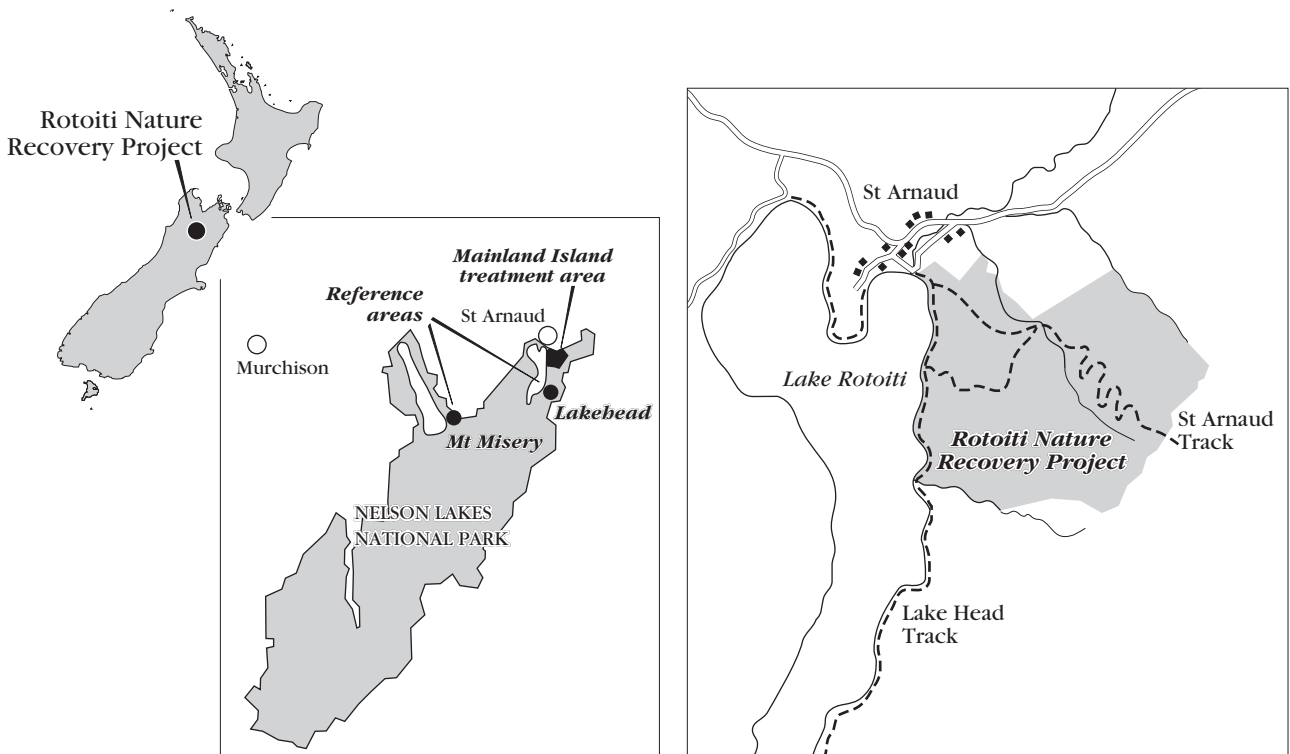 Rotoiti Nature
Recovery Project
Mainland Island
treatment area
Reference
areas
St Arnaud
Murchison
Lakehead
Mt Misery
NELSON LAKES
NATIONAL PARK
St Arnaud
Lake Rotoiti
St Arnaud
Track
Rotoiti Nature
Recovery Project
Lake Head
Track